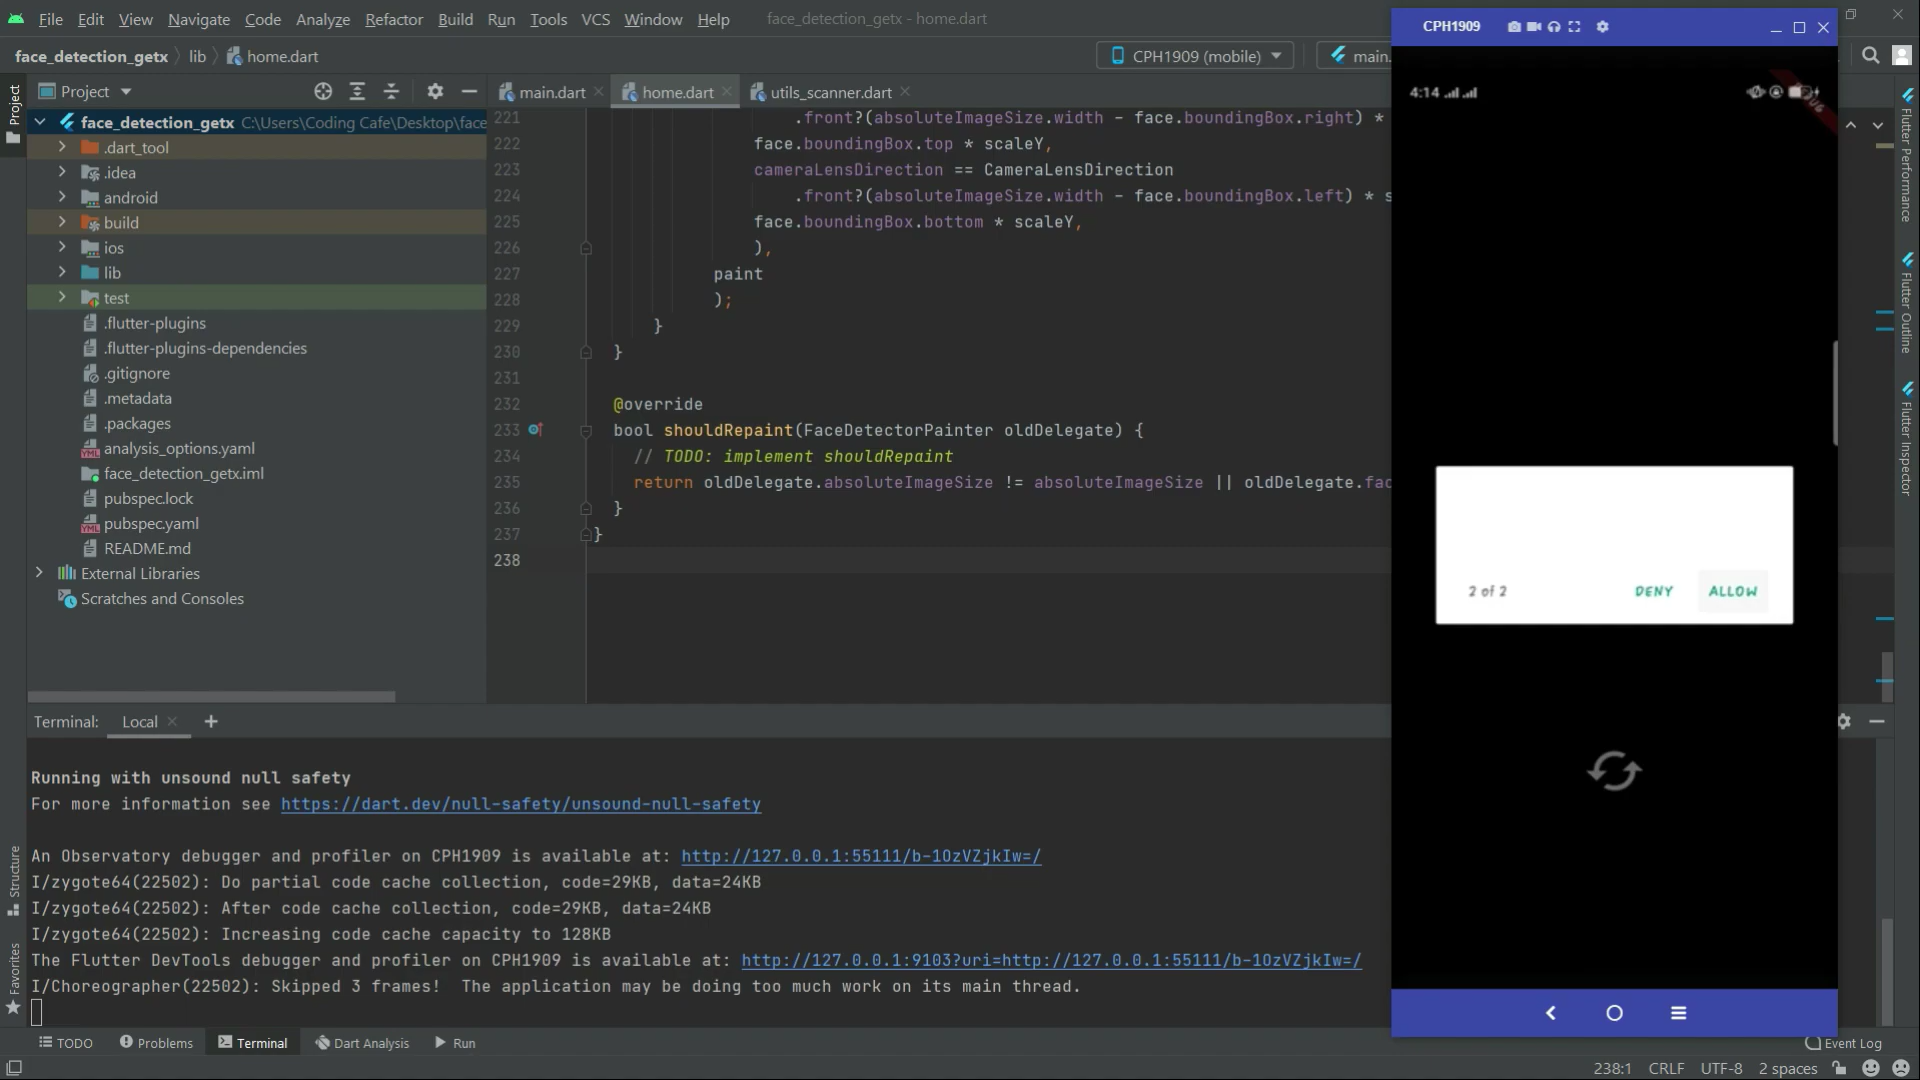 File Edit View Navigate Code Analyze Refactor Build Run Tools VCS Window Help face_detection_getx - home.dart
face_detection_getx lib home.dart CPH1909 (mobile) main.
Project
main.dart home.dart utils_scanner.dart
face_detection_getx C:\Users\Coding Cafe\Desktop\face
.dart_tool
.idea
android
build
ios
lib
test
.flutter-plugins
.flutter-plugins-dependencies
.gitignore
.metadata
.packages
analysis_options.yaml
face_detection_getx.iml
pubspec.lock
pubspec.yaml
README.md
External Libraries
Scratches and Consoles
221 .front?(absoluteImageSize.width - face.boundingBox.right) *
222 face.boundingBox.top * scaleY,
223 cameraLensDirection == CameraLensDirection
224 .front?(absoluteImageSize.width - face.boundingBox.left) * s
225 face.boundingBox.bottom * scaleY,
226 ),
227 paint
228 );
229 }
230 }
231
232 @override
233 bool shouldRepaint(FaceDetectorPainter oldDelegate) {
234 // TODO: implement shouldRepaint
235 return oldDelegate.absoluteImageSize != absoluteImageSize || oldDelegate.fac
236 }
237 }
238
Terminal: Local
Running with unsound null safety
For more information see https://dart.dev/null-safety/unsound-null-safety
An Observatory debugger and profiler on CPH1909 is available at: http://127.0.0.1:55111/b-1OzVZjkIw=/
I/zygote64(22502): Do partial code cache collection, code=29KB, data=24KB
I/zygote64(22502): After code cache collection, code=29KB, data=24KB
I/zygote64(22502): Increasing code cache capacity to 128KB
The Flutter DevTools debugger and profiler on CPH1909 is available at: http://127.0.0.1:9103?uri=http://127.0.0.1:55111/b-1OzVZjkIw=/
I/Choreographer(22502): Skipped 3 frames! The application may be doing too much work on its main thread.
CPH1909
4:14
2 of 2 DENY ALLOW
Project
Structure
Favorites
Flutter Performance
Flutter Outline
Flutter Inspector
TODO Problems Terminal Dart Analysis Run Event Log
238:1 CRLF UTF-8 2 spaces